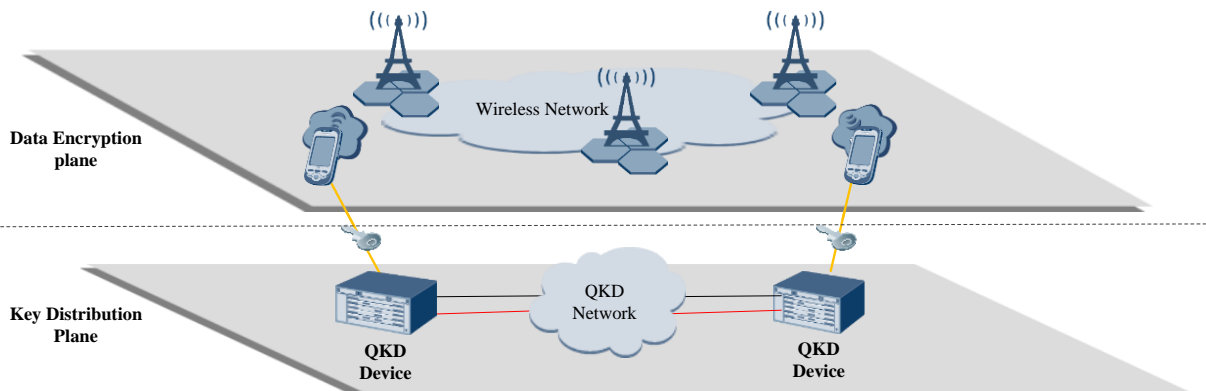 Wireless Network
Data Encryption
plane
QKD
Network
Key Distribution
Plane
QKD
Device
QKD
Device